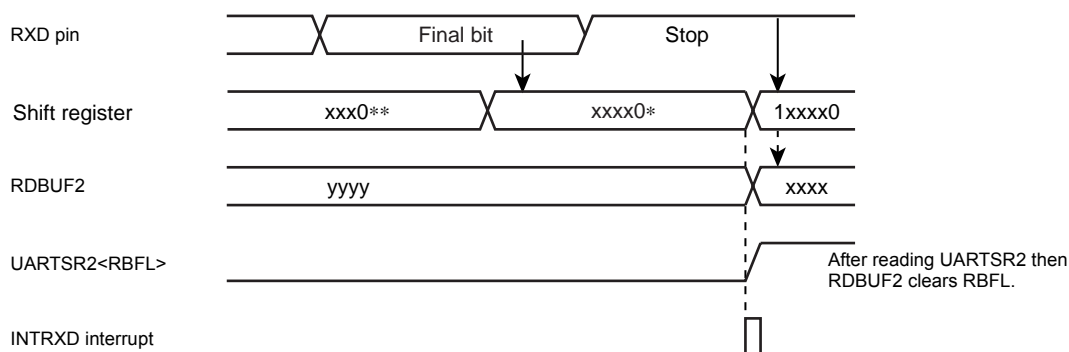 RXD pin
Final bit
Stop
Shift register
xxx0**
xxxx0*
1xxxx0
RDBUF2
yyyy
xxxx
UARTSR2<RBFL>
After reading UARTSR2 then
RDBUF2 clears RBFL.
INTRXD interrupt